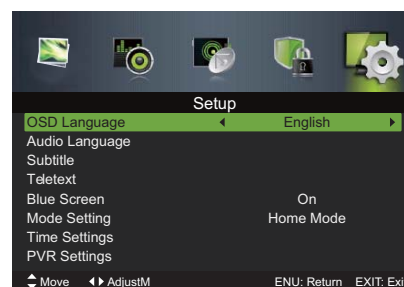 Setup
OSD Language English
Audio Language
Subtitle
Teletext
Blue Screen On
Mode Setting Home Mode
Time Settings
PVR Settings
Move AdjustM ENU: Return EXIT: Exi